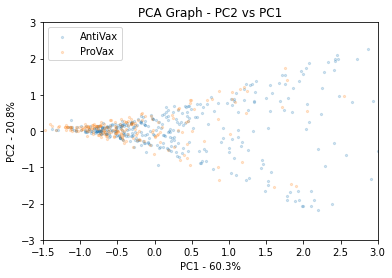 PCA Graph - PC2 vs PC1
AntiVax
ProVax
PC2 - 20.8%
3
2
1
0
−1
−2
−3
−1.5 −1.0 −0.5 0.0 0.5 1.0 1.5 2.0 2.5 3.0
PC1 - 60.3%